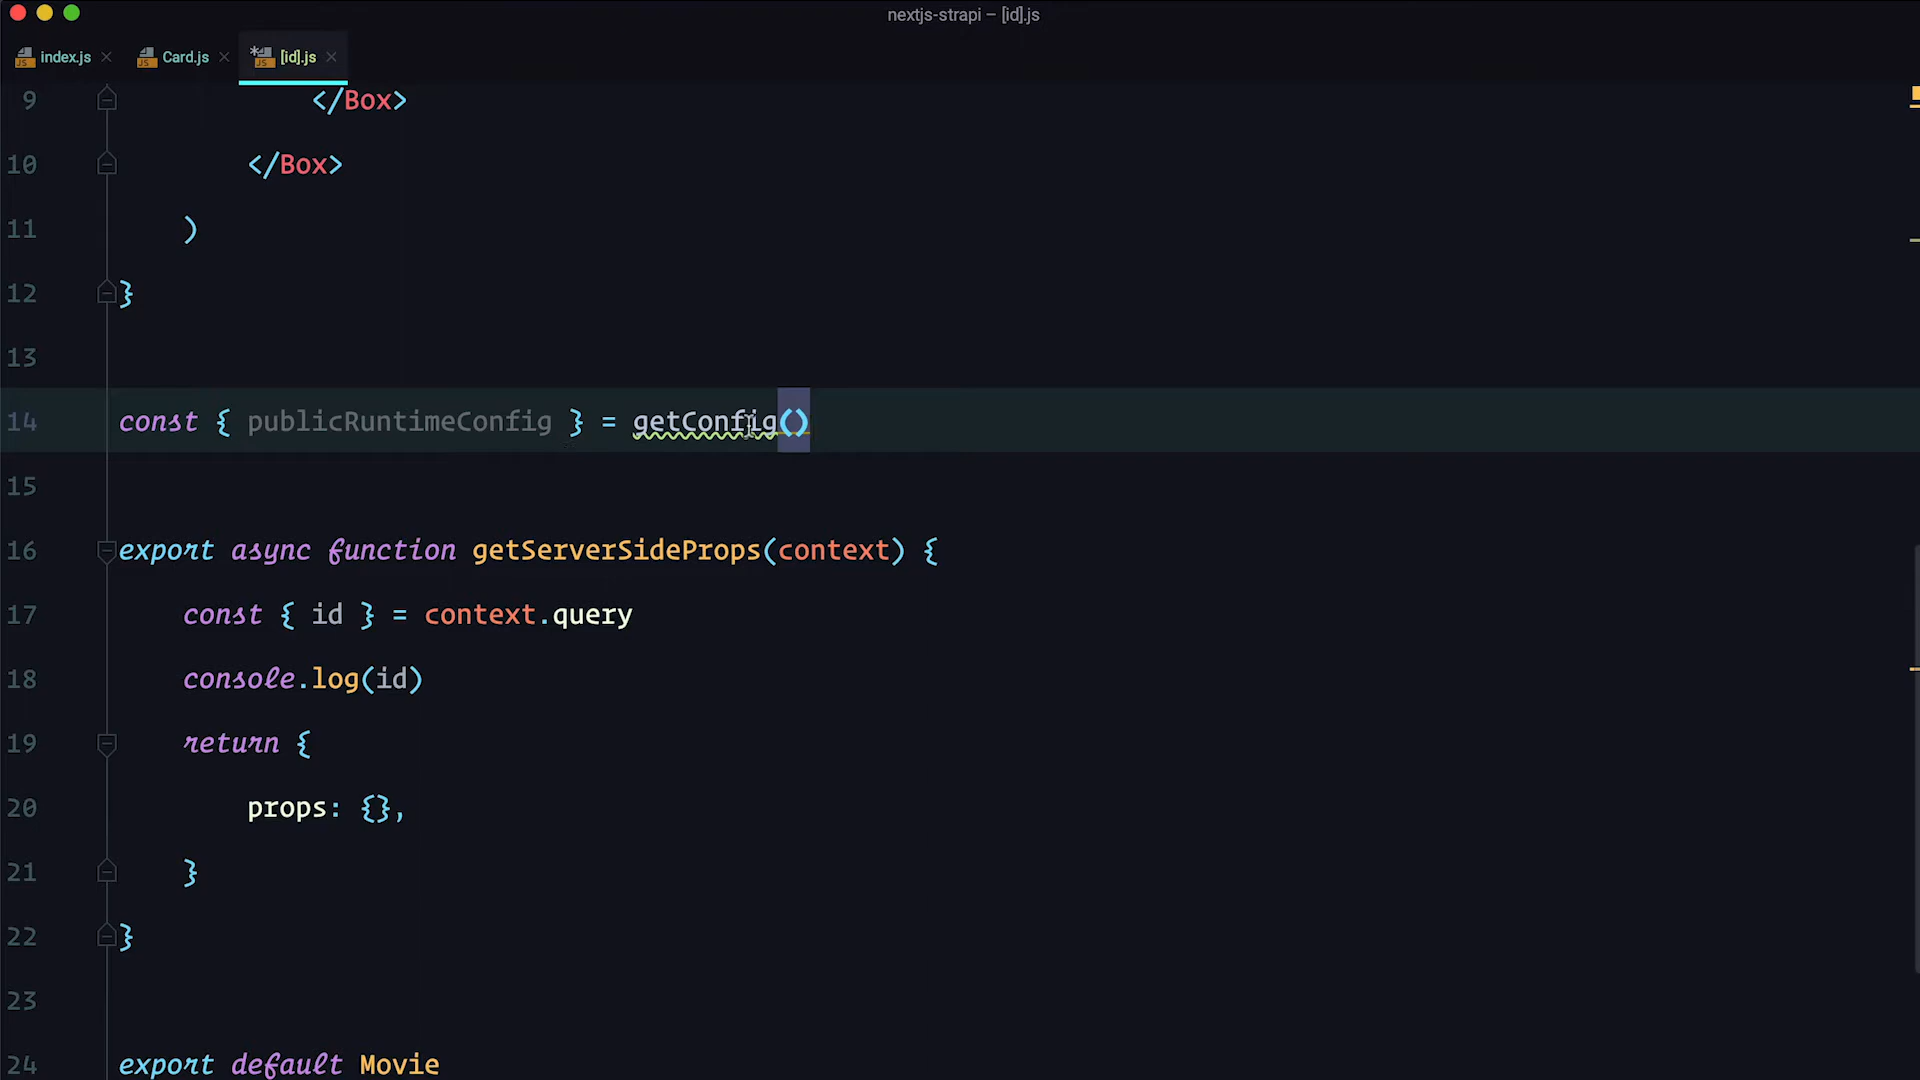 nextjs-strapi – [id].js
index.js
Card.js
[id].js
9 </Box>
10 </Box>
11 )
12 }
13
14 const { publicRuntimeConfig } = getConfig()
15
16 export async function getServerSideProps(context) {
17 const { id } = context.query
18 console.log(id)
19 return {
20 props: {},
21 }
22 }
23
24 export default Movie